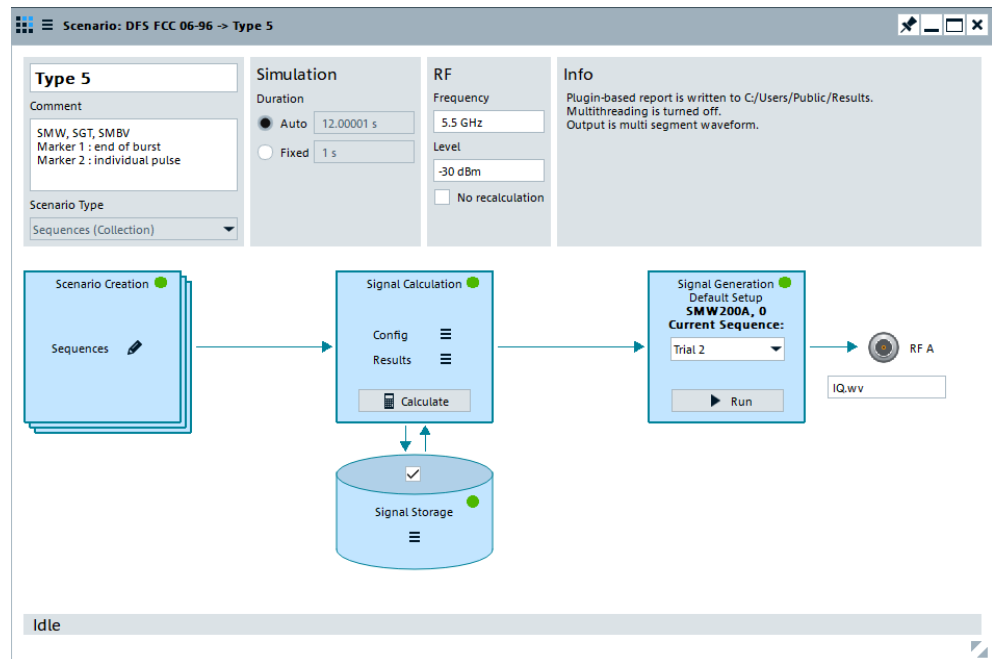 Scenario: DFS FCC 06-96 -> Type 5
Type 5
Comment
SMW, SGT, SMBV
Marker 1 : end of burst
Marker 2 : individual pulse
Scenario Type
Sequences (Collection)
Simulation
Duration
Auto 12.00001 s
Fixed 1 s
RF
Frequency
5.5 GHz
Level
-30 dBm
No recalculation
Info
Plugin-based report is written to C:/Users/Public/Results.
Multithreading is turned off.
Output is multi segment waveform.
Scenario Creation
Sequences
Signal Calculation
Config
Results
Calculate
Signal Storage
Signal Generation
Default Setup
SMW200A, 0
Current Sequence:
Trial 2
Run
RF A
IQ.wv
Idle